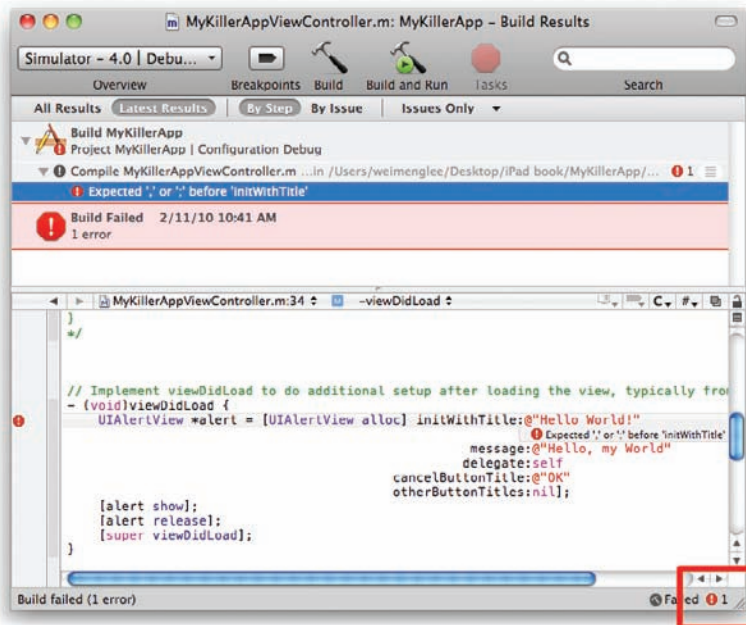 MyKillerAppViewController.m: MyKillerApp – Build Results
Simulator – 4.0 | Debu...
Overview Breakpoints Build Build and Run Tasks Search
All Results Latest Results By Step By Issue Issues Only
Build MyKillerApp
Project MyKillerApp | Configuration Debug
Compile MyKillerAppViewController.m ...in /Users/weimenglee/Desktop/iPad book/MyKillerApp/... 1
Expected ',' or ';' before 'initWithTitle'
Build Failed 2/11/10 10:41 AM
1 error
MyKillerAppViewController.m:34 -viewDidLoad C #
}
*/
// Implement viewDidLoad to do additional setup after loading the view, typically fro
- (void)viewDidLoad {
UIAlertView *alert = [UIAlertView alloc] initWithTitle:@"Hello World!"
Expected ',' or ';' before 'initWithTitle'
message:@"Hello, my World"
delegate:self
cancelButtonTitle:@"OK"
otherButtonTitles:nil];
[alert show];
[alert release];
[super viewDidLoad];
}
Build failed (1 error) Failed 1